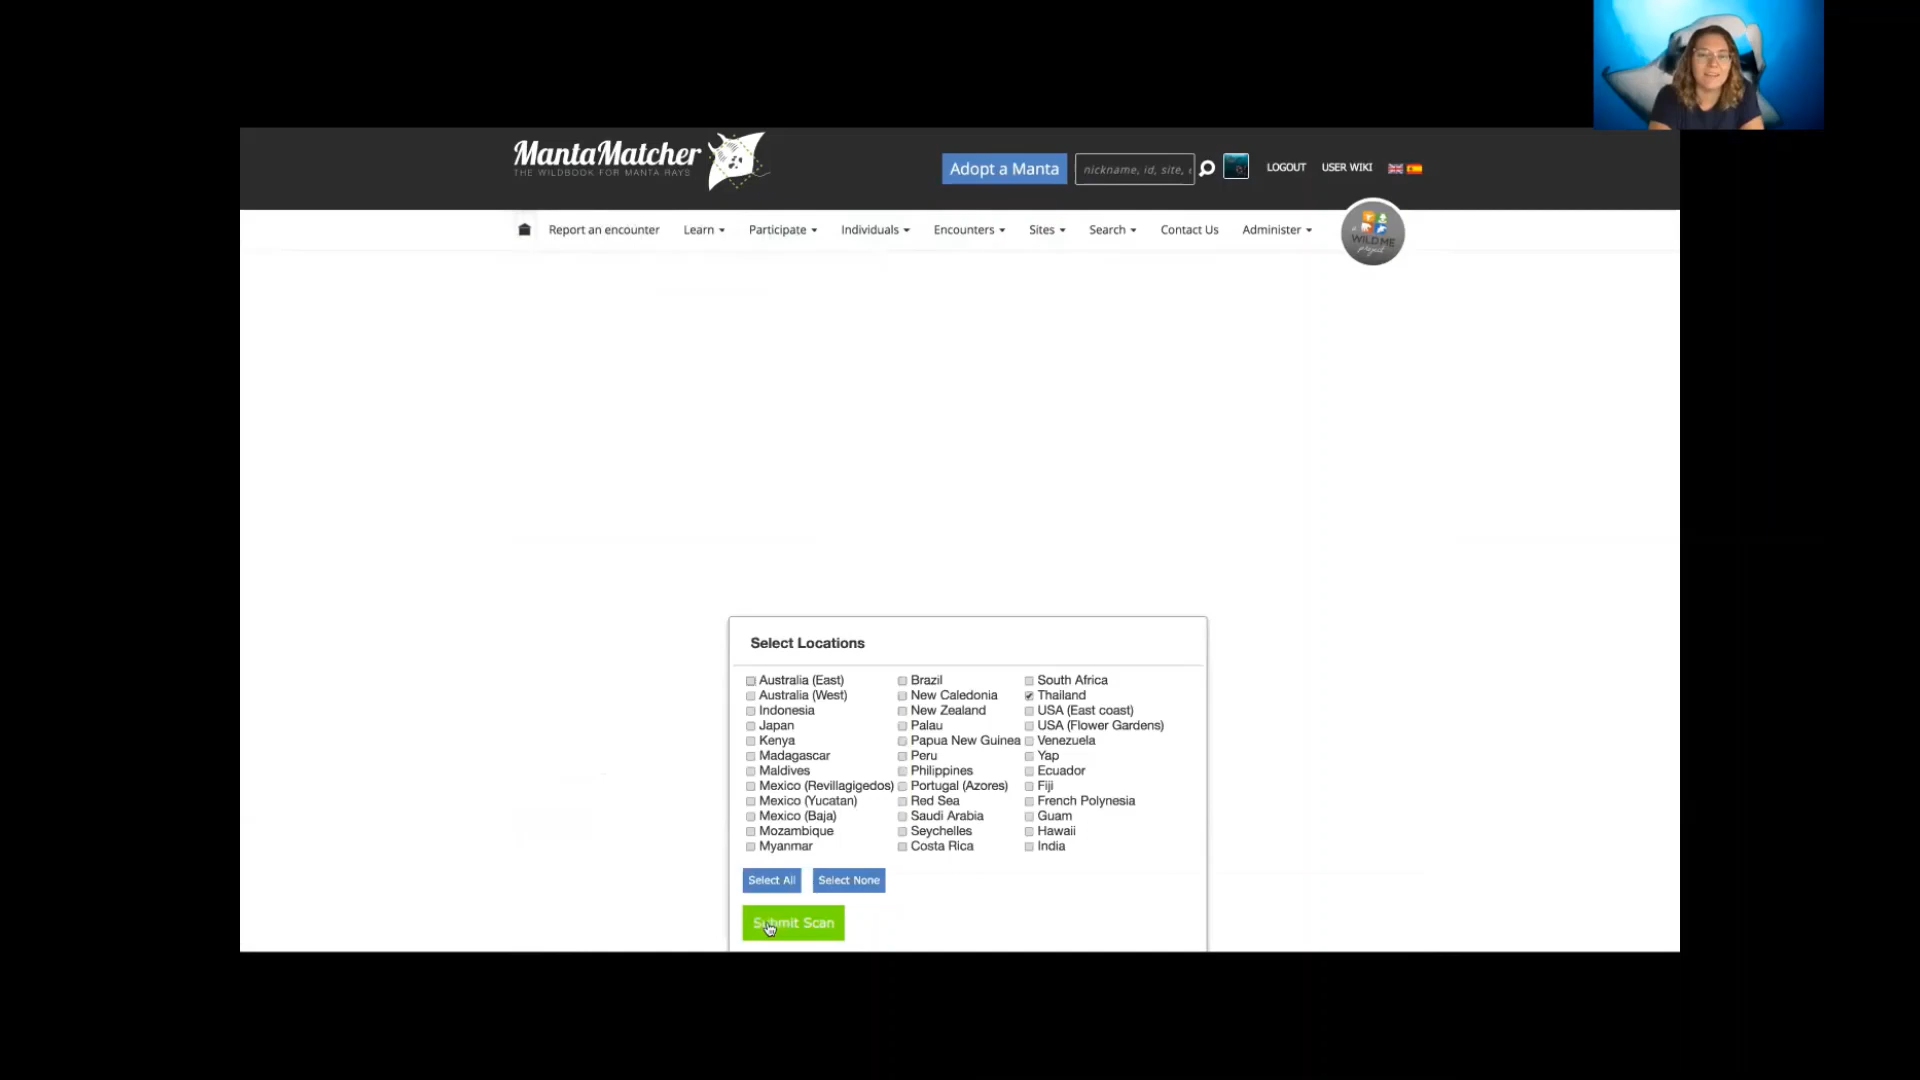 MantaMatcher
THE WILDBOOK FOR MANTA RAYS
Adopt a Manta
nickname, id, site,
LOGOUT
USER WIKI
Report an encounter
Learn
Participate
Individuals
Encounters
Sites
Search
Contact Us
Administer
a
WILD ME
project
Select Locations
Australia (East)
Brazil
South Africa
Australia (West)
New Caledonia
Thailand
Indonesia
New Zealand
USA (East coast)
Japan
Palau
USA (Flower Gardens)
Kenya
Papua New Guinea
Venezuela
Madagascar
Peru
Yap
Maldives
Philippines
Ecuador
Mexico (Revillagigedos)
Portugal (Azores)
Fiji
Mexico (Yucatan)
Red Sea
French Polynesia
Mexico (Baja)
Saudi Arabia
Guam
Mozambique
Seychelles
Hawaii
Myanmar
Costa Rica
India
Select All
Select None
Submit Scan